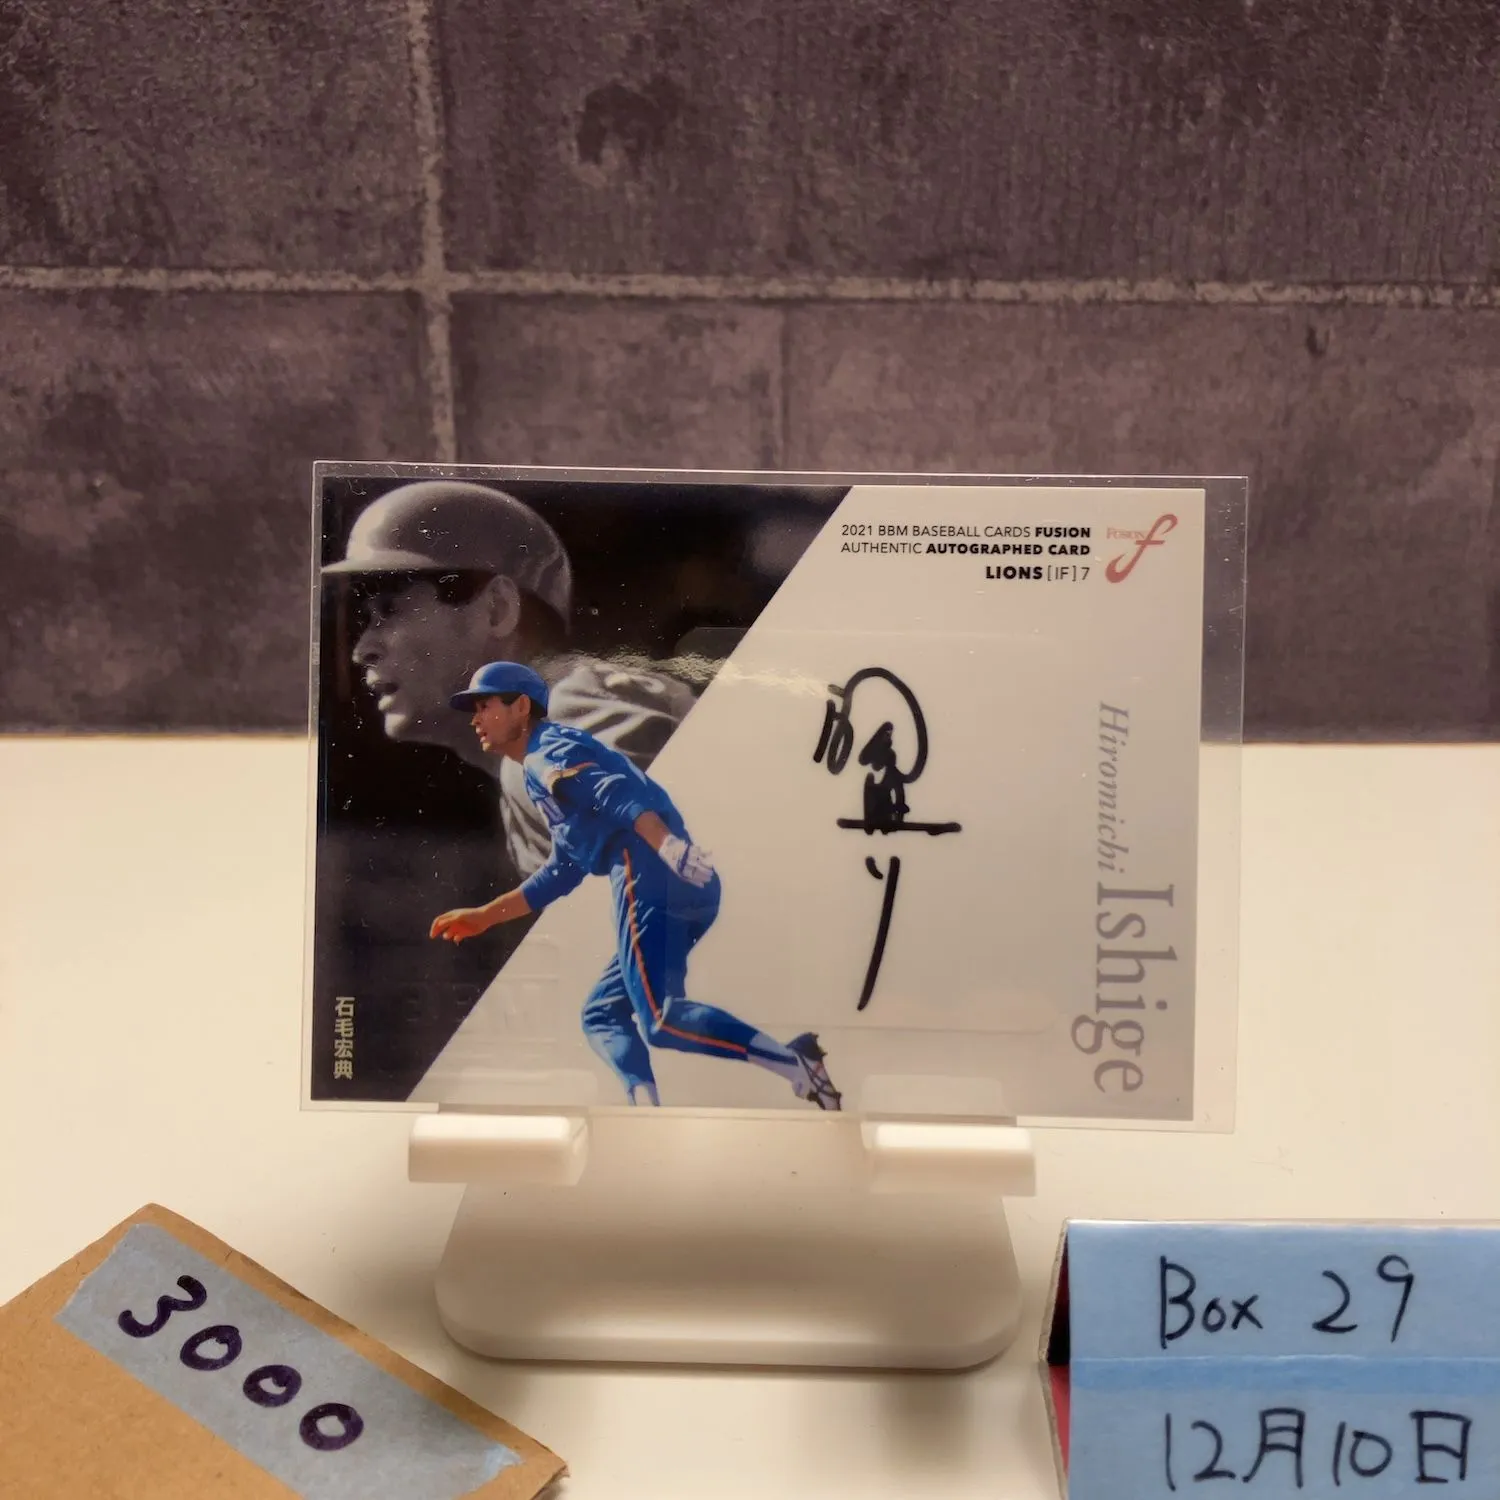 2021 BBM BASEBALL CARDS FUSION
AUTHENTIC AUTOGRAPHED CARD
LIONS [IF] 7
FUSION f
Hiromichi Ishige
石毛宏典
3000
Box 29
12月10日